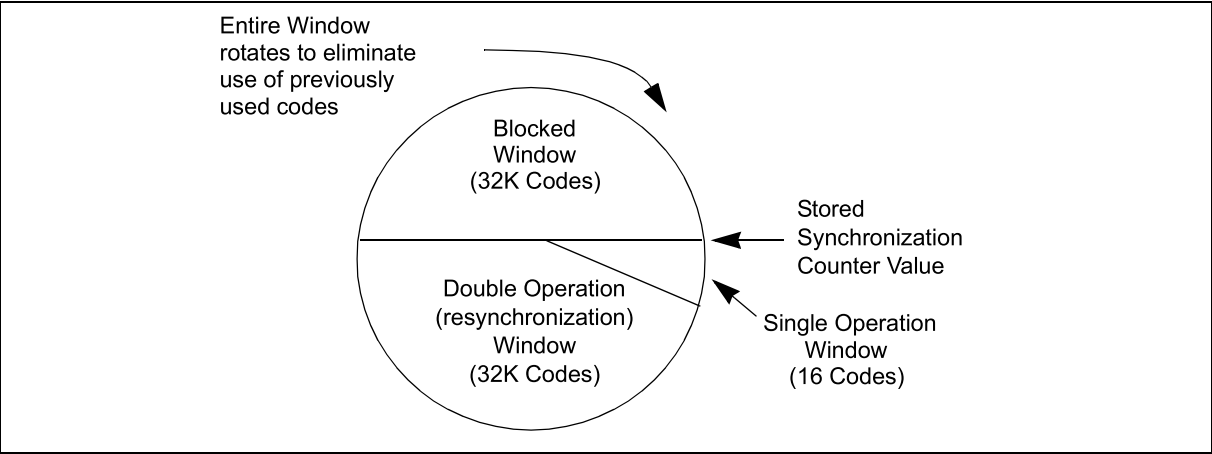 Entire Window
rotates to eliminate
use of previously
used codes
Blocked
Window
(32K Codes)
Stored
Synchronization
Counter Value
Double Operation
(resynchronization)
Window
(32K Codes)
Single Operation
Window
(16 Codes)